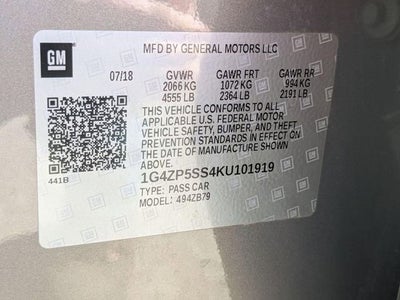 GM
MFD BY GENERAL MOTORS LLC
07/18 GVWR GAWR FRT GAWR RR
2066 KG 1072 KG 994 KG
4555 LB 2364 LB 2191 LB
THIS VEHICLE CONFORMS TO ALL
APPLICABLE U.S. FEDERAL MOTOR
VEHICLE SAFETY, BUMPER, AND THEFT
PREVENTION STANDARDS IN EFFECT ON
THE DATE OF MANUFACTURE SHOWN
ABOVE.
441B
1G4ZP5SS4KU101919
TYPE: PASS CAR
MODEL: 494ZB79